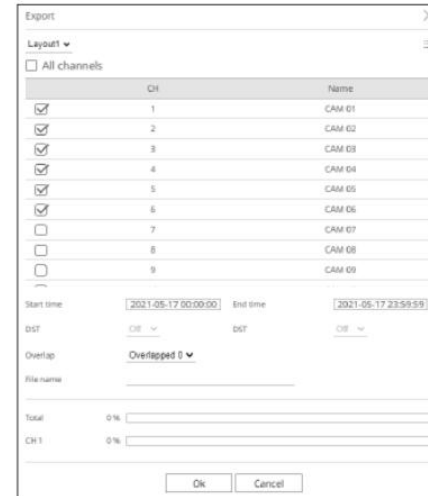 Export
Layout1
All channels
CH Name
1 CAM 01
2 CAM 02
3 CAM 03
4 CAM 04
5 CAM 05
6 CAM 06
7 CAM 07
8 CAM 08
9 CAM 09
Start time 2021-05-17 00:00:00 End time 2021-05-17 23:59:59
DST Off DST Off
Overlap Overlapped 0
File name
Total 0 %
CH 1 0 %
Ok Cancel